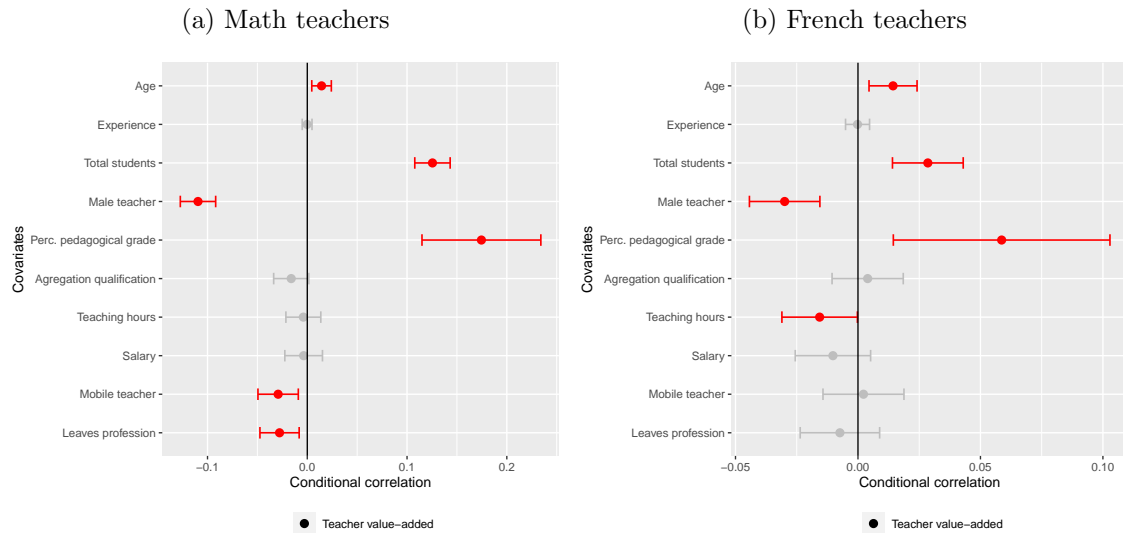 (a) Math teachers
Age
Experience
Total students
Male teacher
Perc. pedagogical grade
Agregation qualification
Teaching hours
Salary
Mobile teacher
Leaves profession
Covariates
−0.1 0.0 0.1 0.2
Conditional correlation
Teacher value−added
(b) French teachers
Age
Experience
Total students
Male teacher
Perc. pedagogical grade
Agregation qualification
Teaching hours
Salary
Mobile teacher
Leaves profession
Covariates
−0.05 0.00 0.05 0.10
Conditional correlation
Teacher value−added